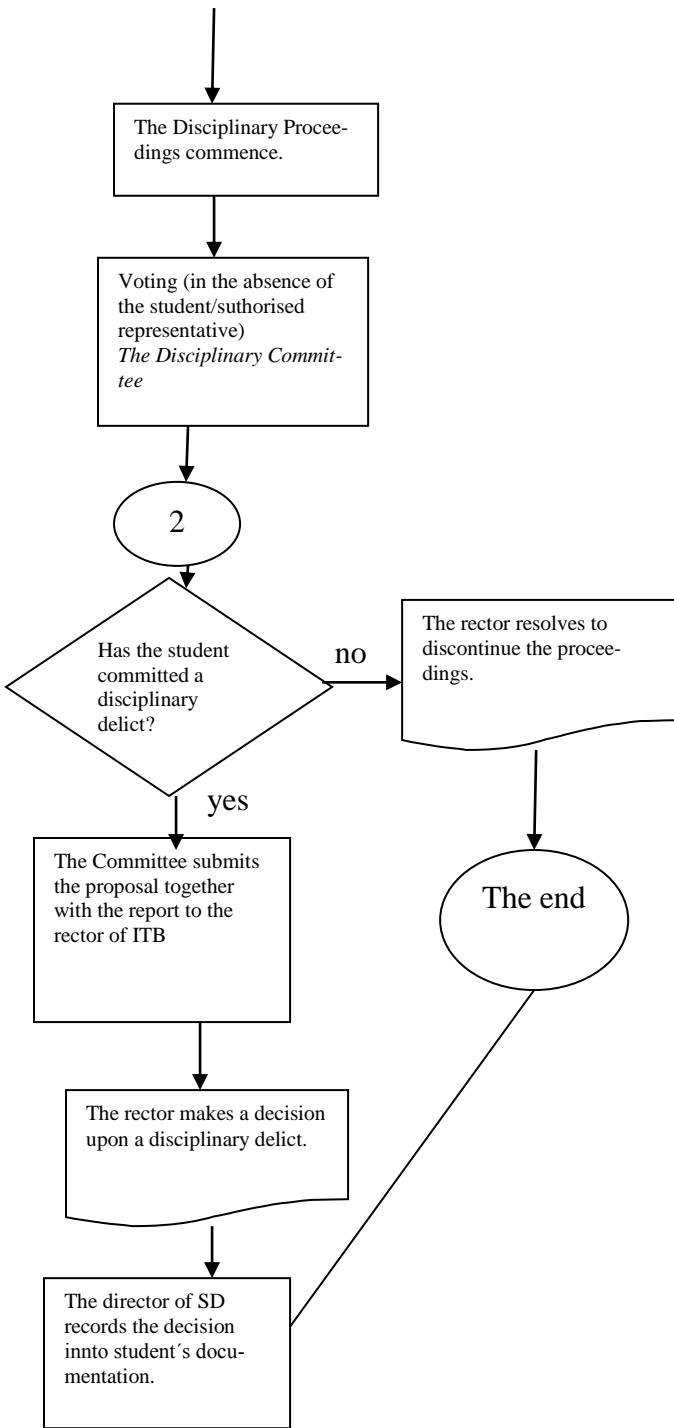 The Disciplinary Procee-
dings commence.
Voting (in the absence of
the student/suthorised
representative)
The Disciplinary Commit-
tee
2
Has the student
committed a
disciplinary
delict?
no
The rector resolves to
discontinue the procee-
dings.
yes
The Committee submits
the proposal together
with the report to the
rector of ITB
The end
The rector makes a decision
upon a disciplinary delict.
The director of SD
records the decision
innto student´s docu-
mentation.